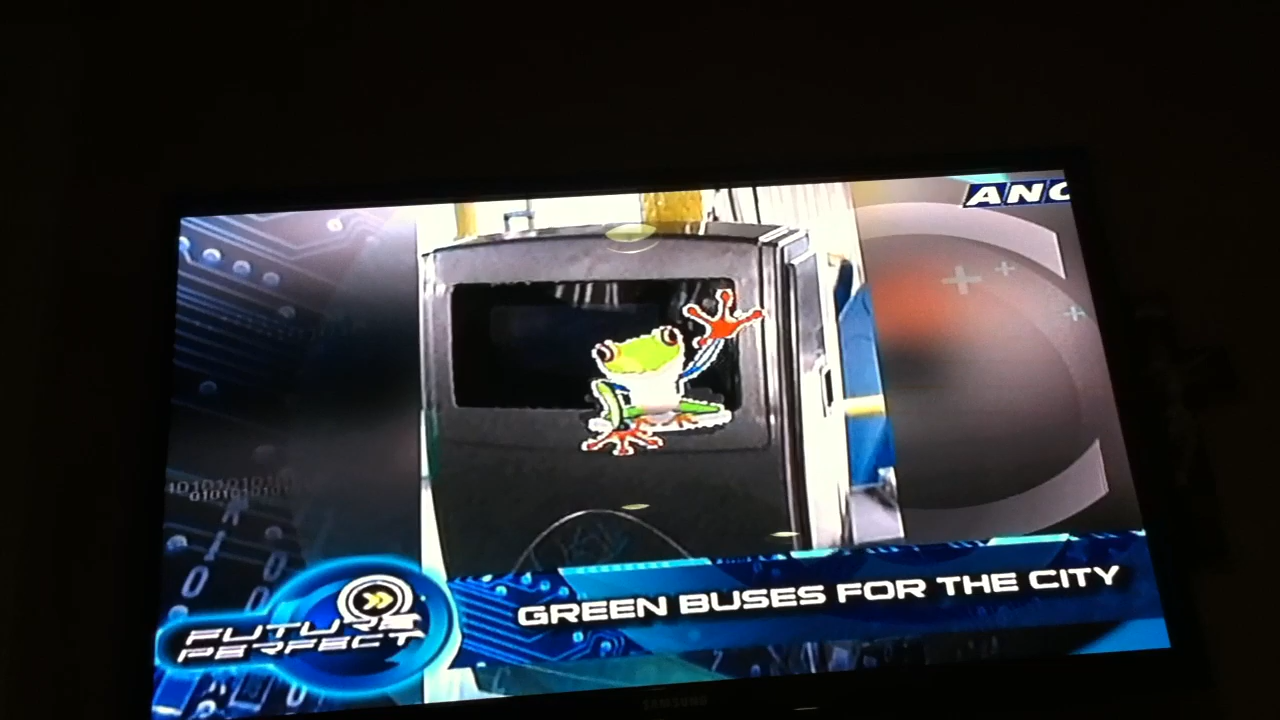 ANC
FUTURE
PERFECT
GREEN BUSES FOR THE CITY
SAMSUNG